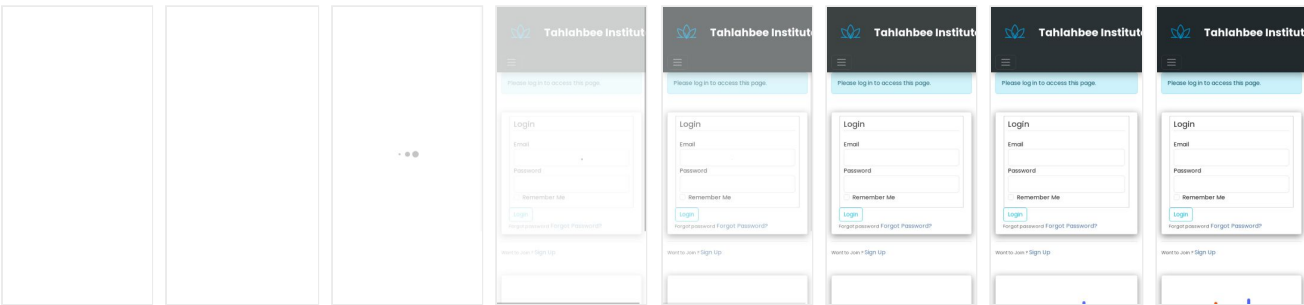 Tahlahbee Institut
Please log in to access this page.
Login
Email
Password
Remember Me
Login
Forgot password Forgot Password?
Want to Join ? Sign Up
Tahlahbee Institut
Please log in to access this page.
Login
Email
Password
Remember Me
Login
Forgot password Forgot Password?
Want to Join ? Sign Up
Tahlahbee Institut
Please log in to access this page.
Login
Email
Password
Remember Me
Login
Forgot password Forgot Password?
Want to Join ? Sign Up
Tahlahbee Institut
Please log in to access this page.
Login
Email
Password
Remember Me
Login
Forgot password Forgot Password?
Want to Join ? Sign Up
Tahlahbee Institut
Please log in to access this page.
Login
Email
Password
Remember Me
Login
Forgot password Forgot Password?
Want to Join ? Sign Up